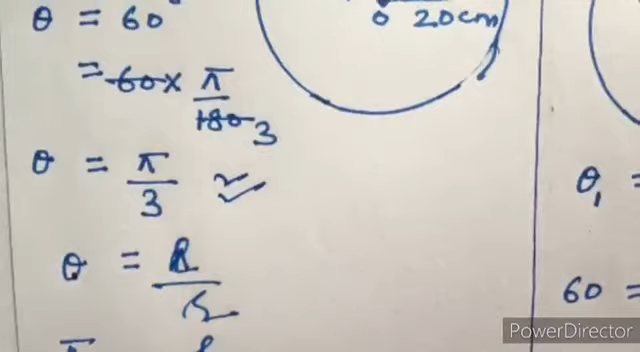 θ = 60°
0 20cm
= 60 × π/180 3
θ = π/3
θ₁ =
θ = l/r
60 =
π l
PowerDirector